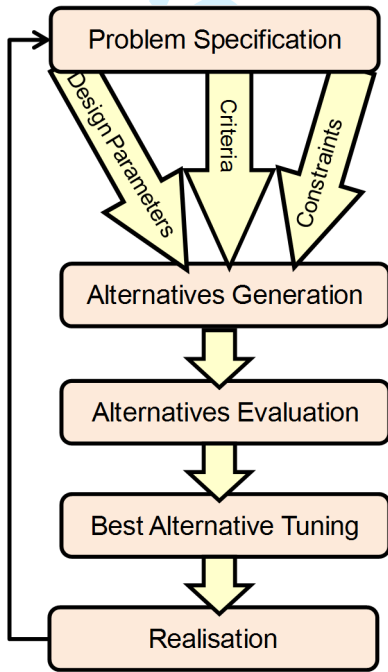 Problem Specification
Design Parameters
Criteria
Constraints
Alternatives Generation
Alternatives Evaluation
Best Alternative Tuning
Realisation